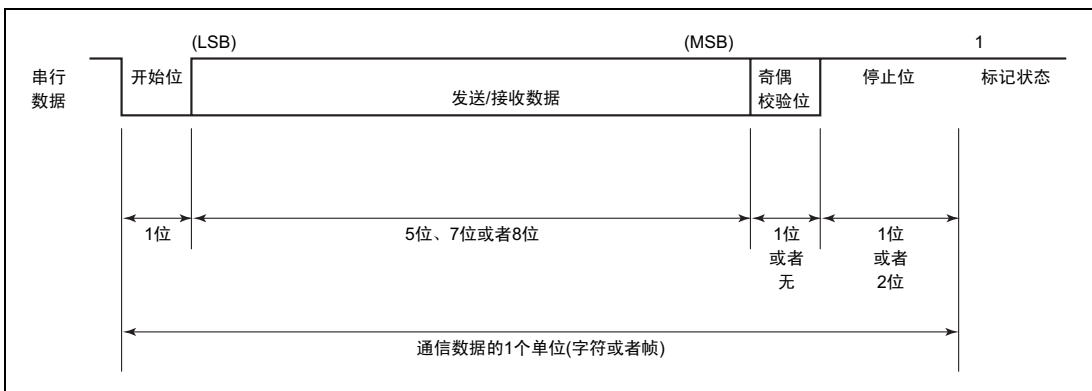 (LSB)
(MSB)
1
串行
数据
开始位
发送/接收数据
奇偶
校验位
停止位
标记状态
1位
5位、7位或者8位
1位
或者
无
1位
或者
2位
通信数据的1个单位(字符或者帧)